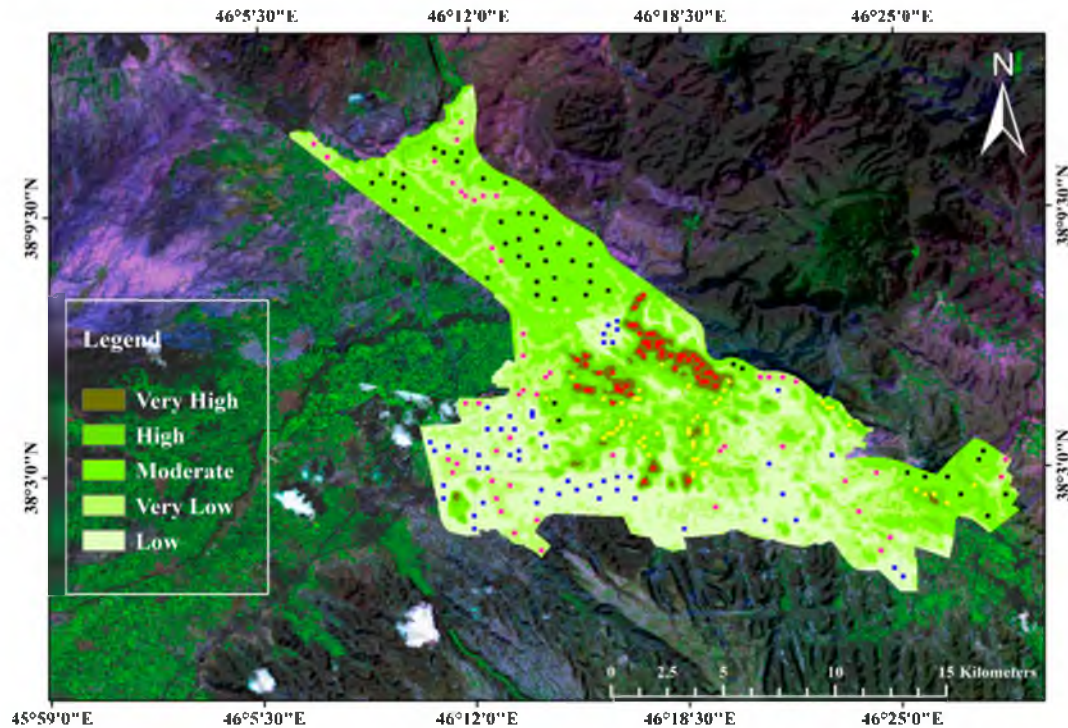 46°5'30"E 46°12'0"E 46°18'30"E 46°25'0"E
N
38°9'30"N 38°9'30"N
Legend
Very High
High
Moderate
Very Low
Low
38°3'0"N 38°3'0"N
0 2.5 5 10 15 Kilometers
45°59'0"E 46°5'30"E 46°12'0"E 46°18'30"E 46°25'0"E